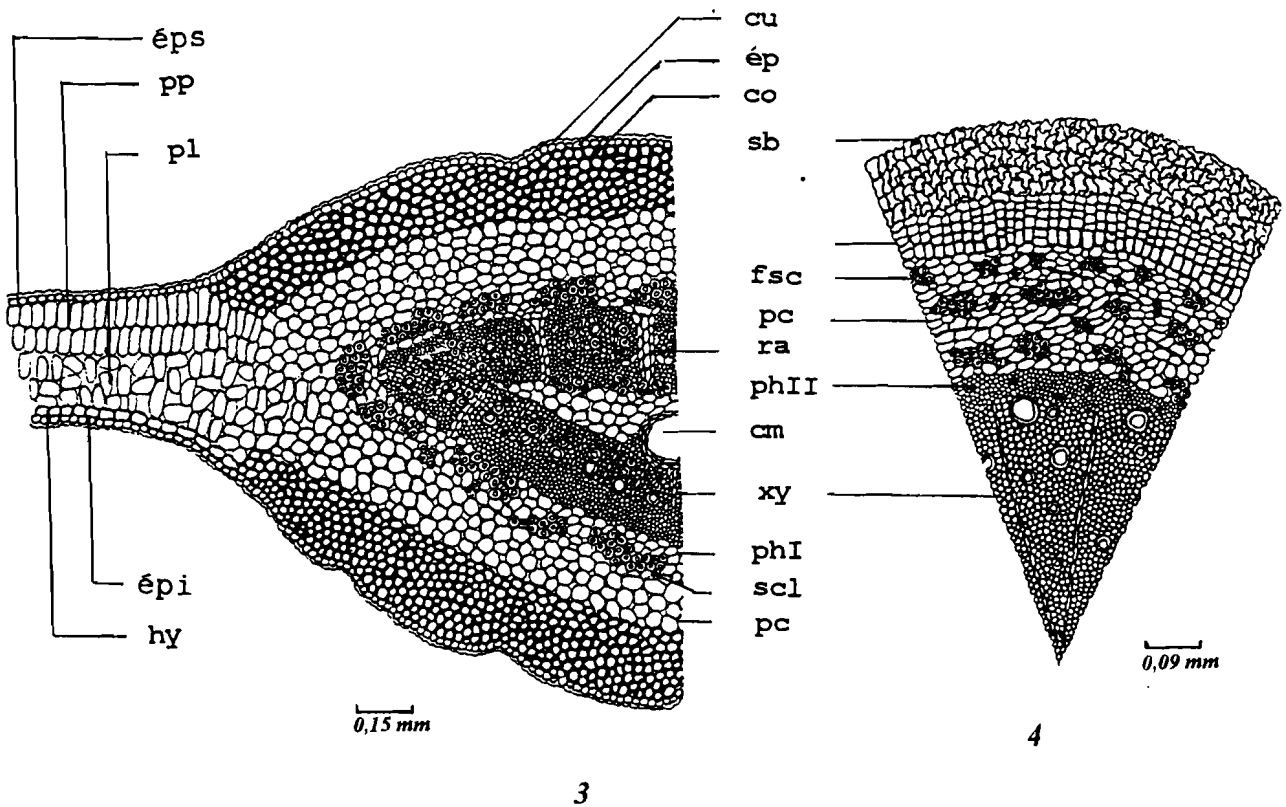 éps
pp
pl
épi
hy
cu
ép
co
sb
fsc
pc
ra
phII
cm
xy
phI
scl
pc
0,15 mm
3
0,09 mm
4